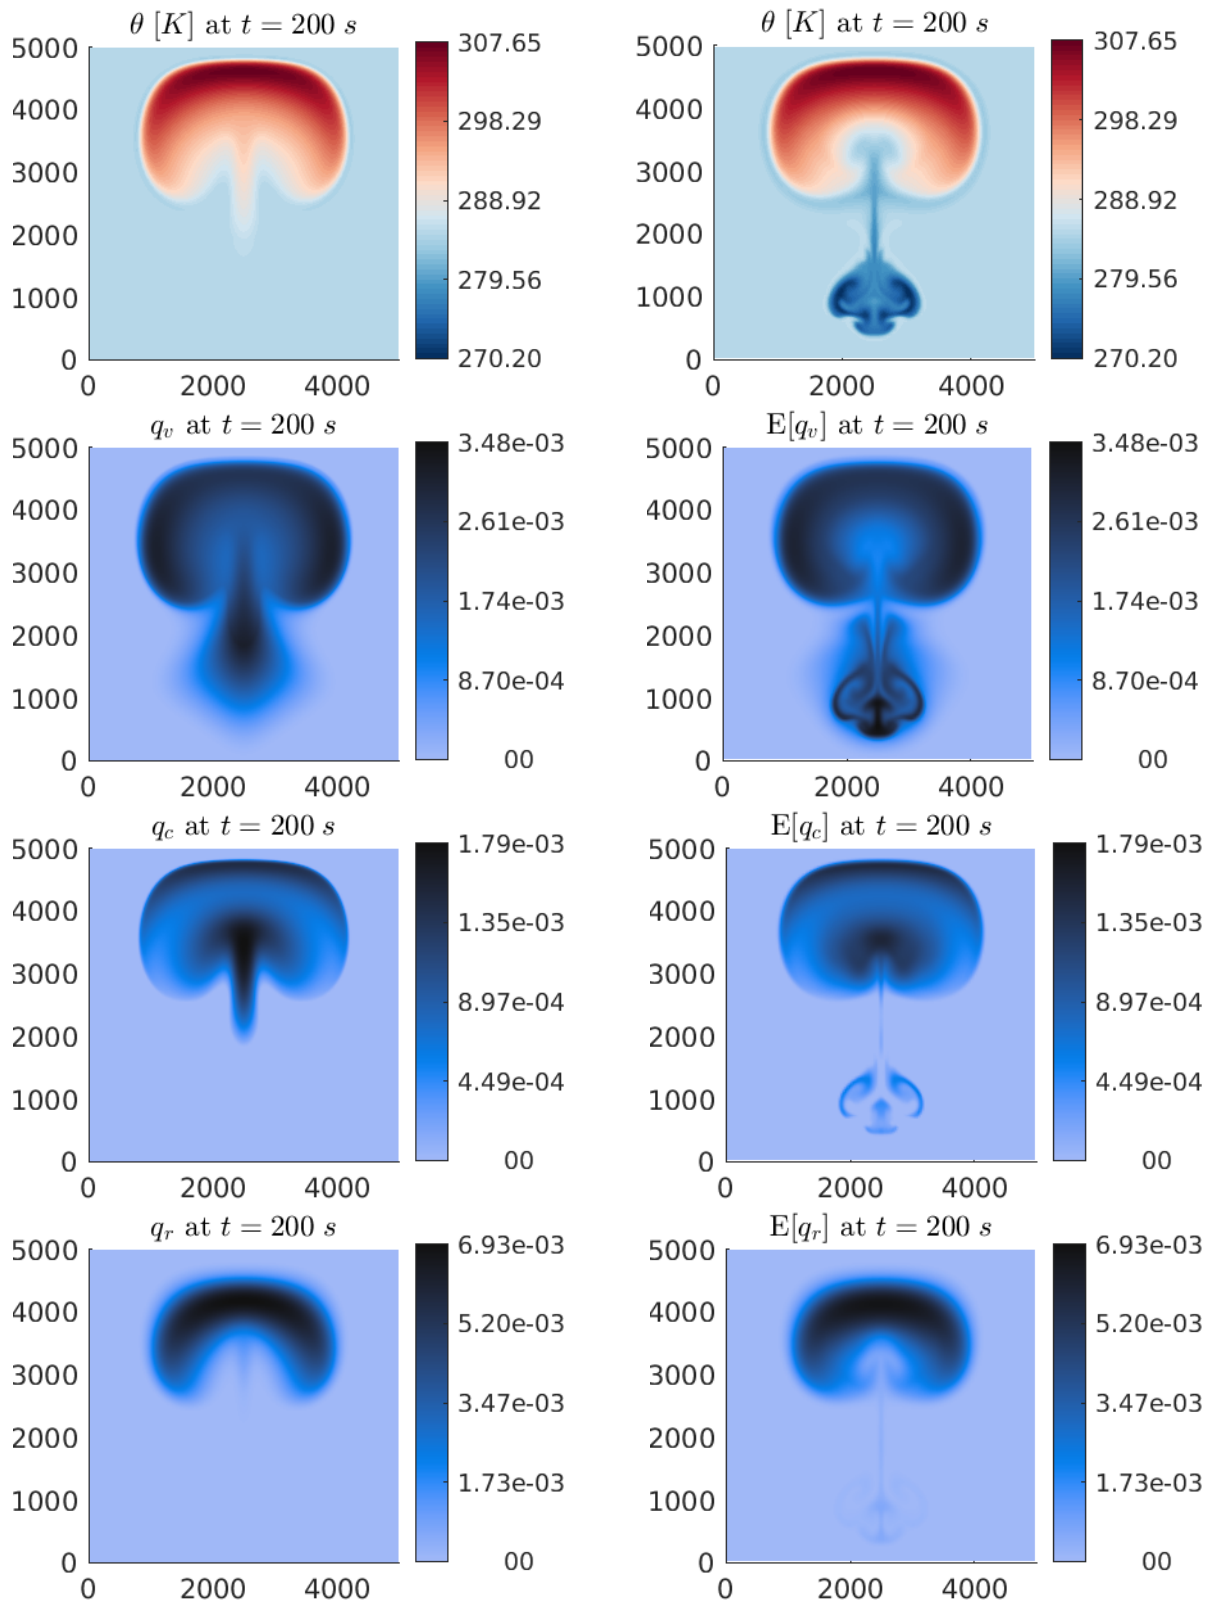 θ [K] at t = 200 s
5000
4000
3000
2000
1000
0
0 2000 4000
307.65
298.29
288.92
279.56
270.20
θ [K] at t = 200 s
5000
4000
3000
2000
1000
0
0 2000 4000
307.65
298.29
288.92
279.56
270.20
q_v at t = 200 s
5000
4000
3000
2000
1000
0
0 2000 4000
3.48e-03
2.61e-03
1.74e-03
8.70e-04
00
E[q_v] at t = 200 s
5000
4000
3000
2000
1000
0
0 2000 4000
3.48e-03
2.61e-03
1.74e-03
8.70e-04
00
q_c at t = 200 s
5000
4000
3000
2000
1000
0
0 2000 4000
1.79e-03
1.35e-03
8.97e-04
4.49e-04
00
E[q_c] at t = 200 s
5000
4000
3000
2000
1000
0
0 2000 4000
1.79e-03
1.35e-03
8.97e-04
4.49e-04
00
q_r at t = 200 s
5000
4000
3000
2000
1000
0
0 2000 4000
6.93e-03
5.20e-03
3.47e-03
1.73e-03
00
E[q_r] at t = 200 s
5000
4000
3000
2000
1000
0
0 2000 4000
6.93e-03
5.20e-03
3.47e-03
1.73e-03
00